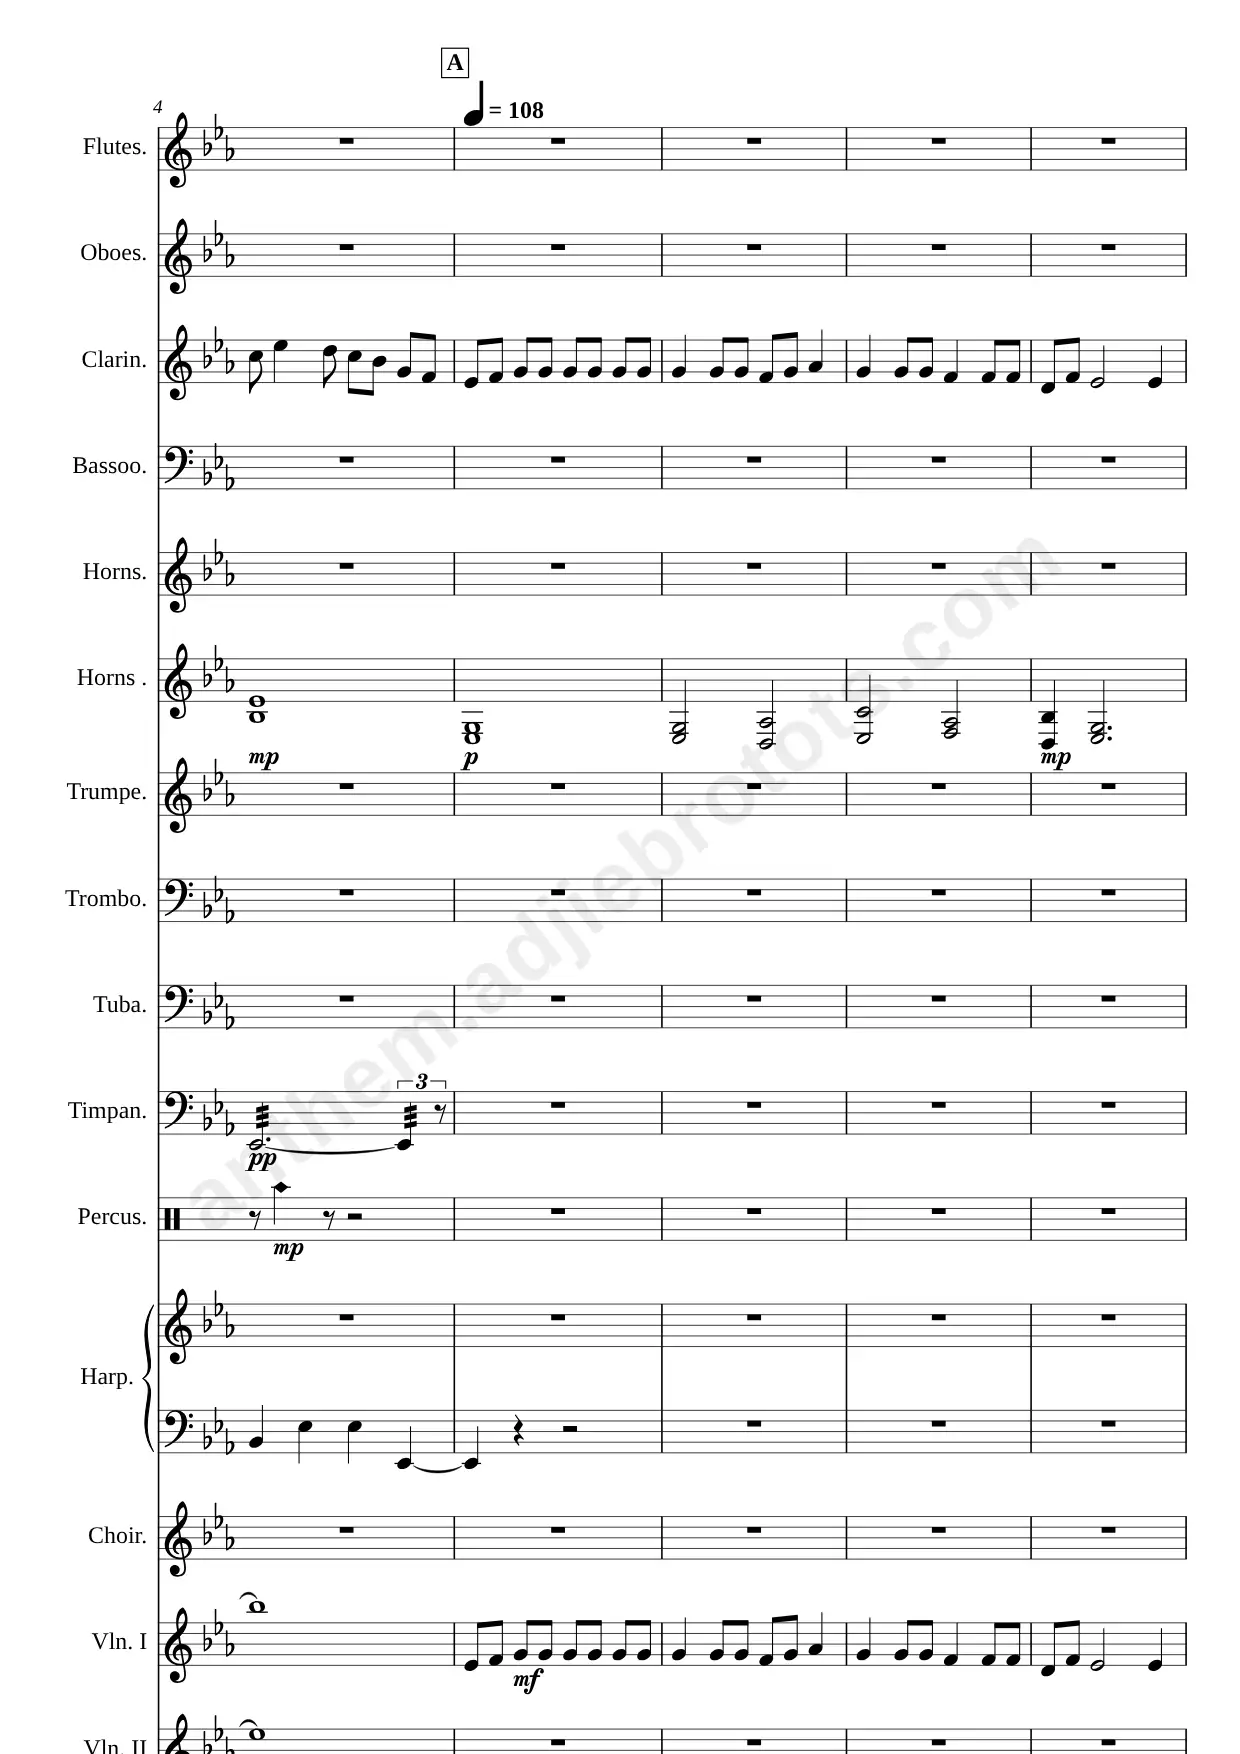 A
4
= 108
Flutes.
Oboes.
Clarin.
Bassoo.
Horns.
Horns .
mp
p
mp
Trumpe.
Trombo.
Tuba.
3
Timpan.
pp
Percus.
mp
Harp.
Choir.
Vln. I
mf
Vln. II
anthem.adjiebrotots.com